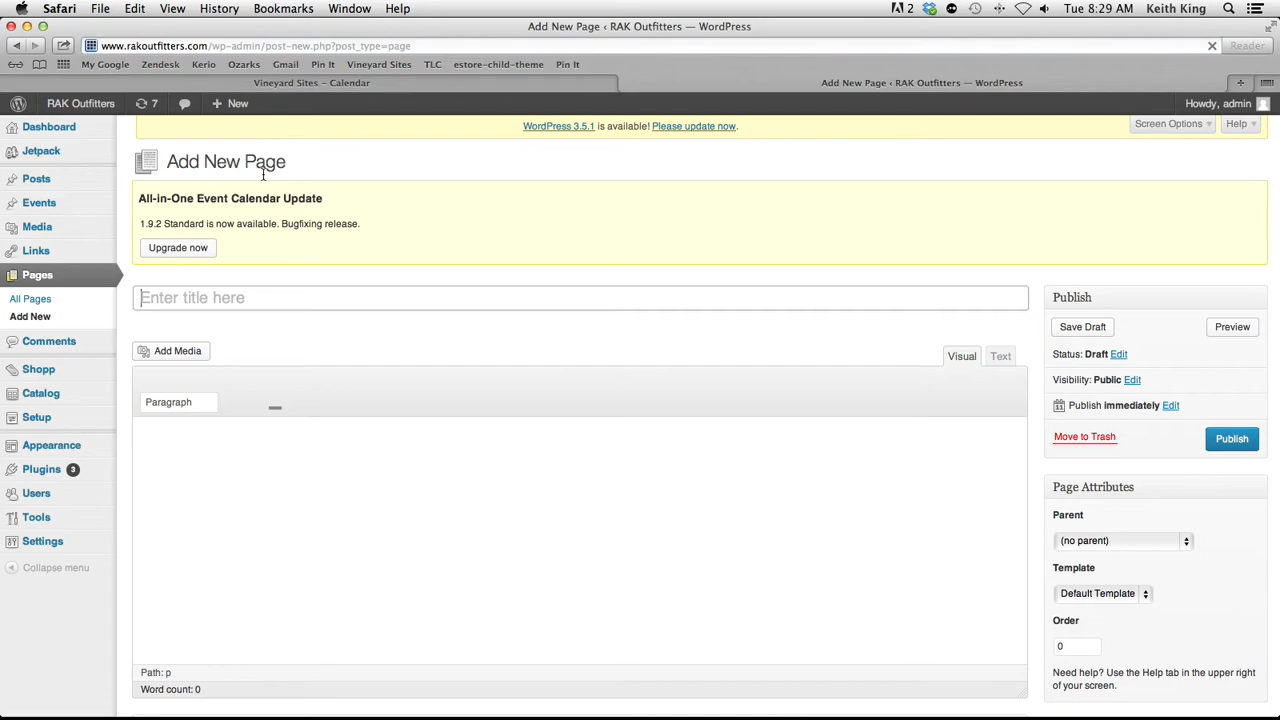 Safari File Edit View History Bookmarks Window Help
2
Tue 8:29 AM Keith King
Add New Page ‹ RAK Outfitters — WordPress
www.rakoutfitters.com/wp-admin/post-new.php?post_type=page
Reader
My Google Zendesk Kerio Ozarks Gmail Pin It Vineyard Sites TLC estore-child-theme Pin It
Vineyard Sites – Calendar
Add New Page ‹ RAK Outfitters — WordPress
RAK Outfitters 7 + New
Howdy, admin
WordPress 3.5.1 is available! Please update now.
Screen Options
Help
Dashboard
Jetpack
Posts
Events
Media
Links
Pages
All Pages
Add New
Comments
Shopp
Catalog
Setup
Appearance
Plugins 3
Users
Tools
Settings
Collapse menu
Add New Page
All-in-One Event Calendar Update
1.9.2 Standard is now available. Bugfixing release.
Upgrade now
Enter title here
Add Media
Visual Text
Paragraph
Path: p
Word count: 0
Publish
Save Draft Preview
Status: Draft Edit
Visibility: Public Edit
11 Publish immediately Edit
Move to Trash Publish
Page Attributes
Parent
(no parent)
Template
Default Template
Order
0
Need help? Use the Help tab in the upper right
of your screen.